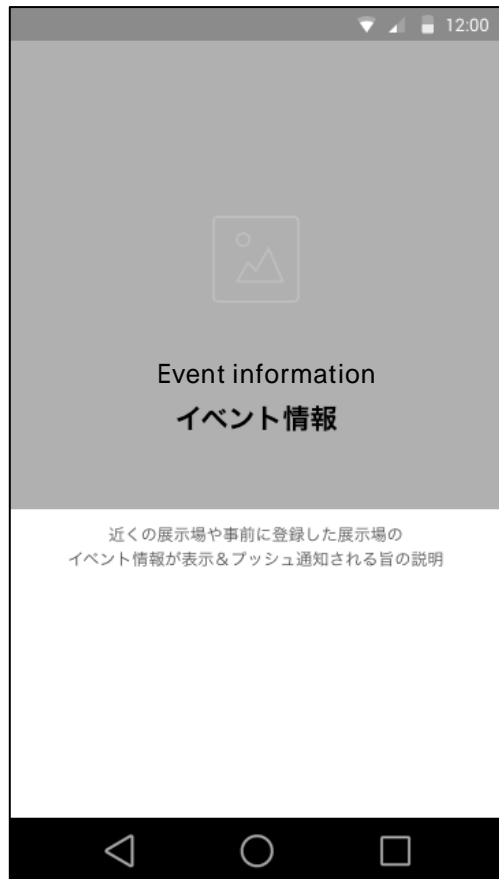 12:00
Event information
イベント情報
近くの展示場や事前に登録した展示場の
イベント情報が表示＆プッシュ通知される旨の説明